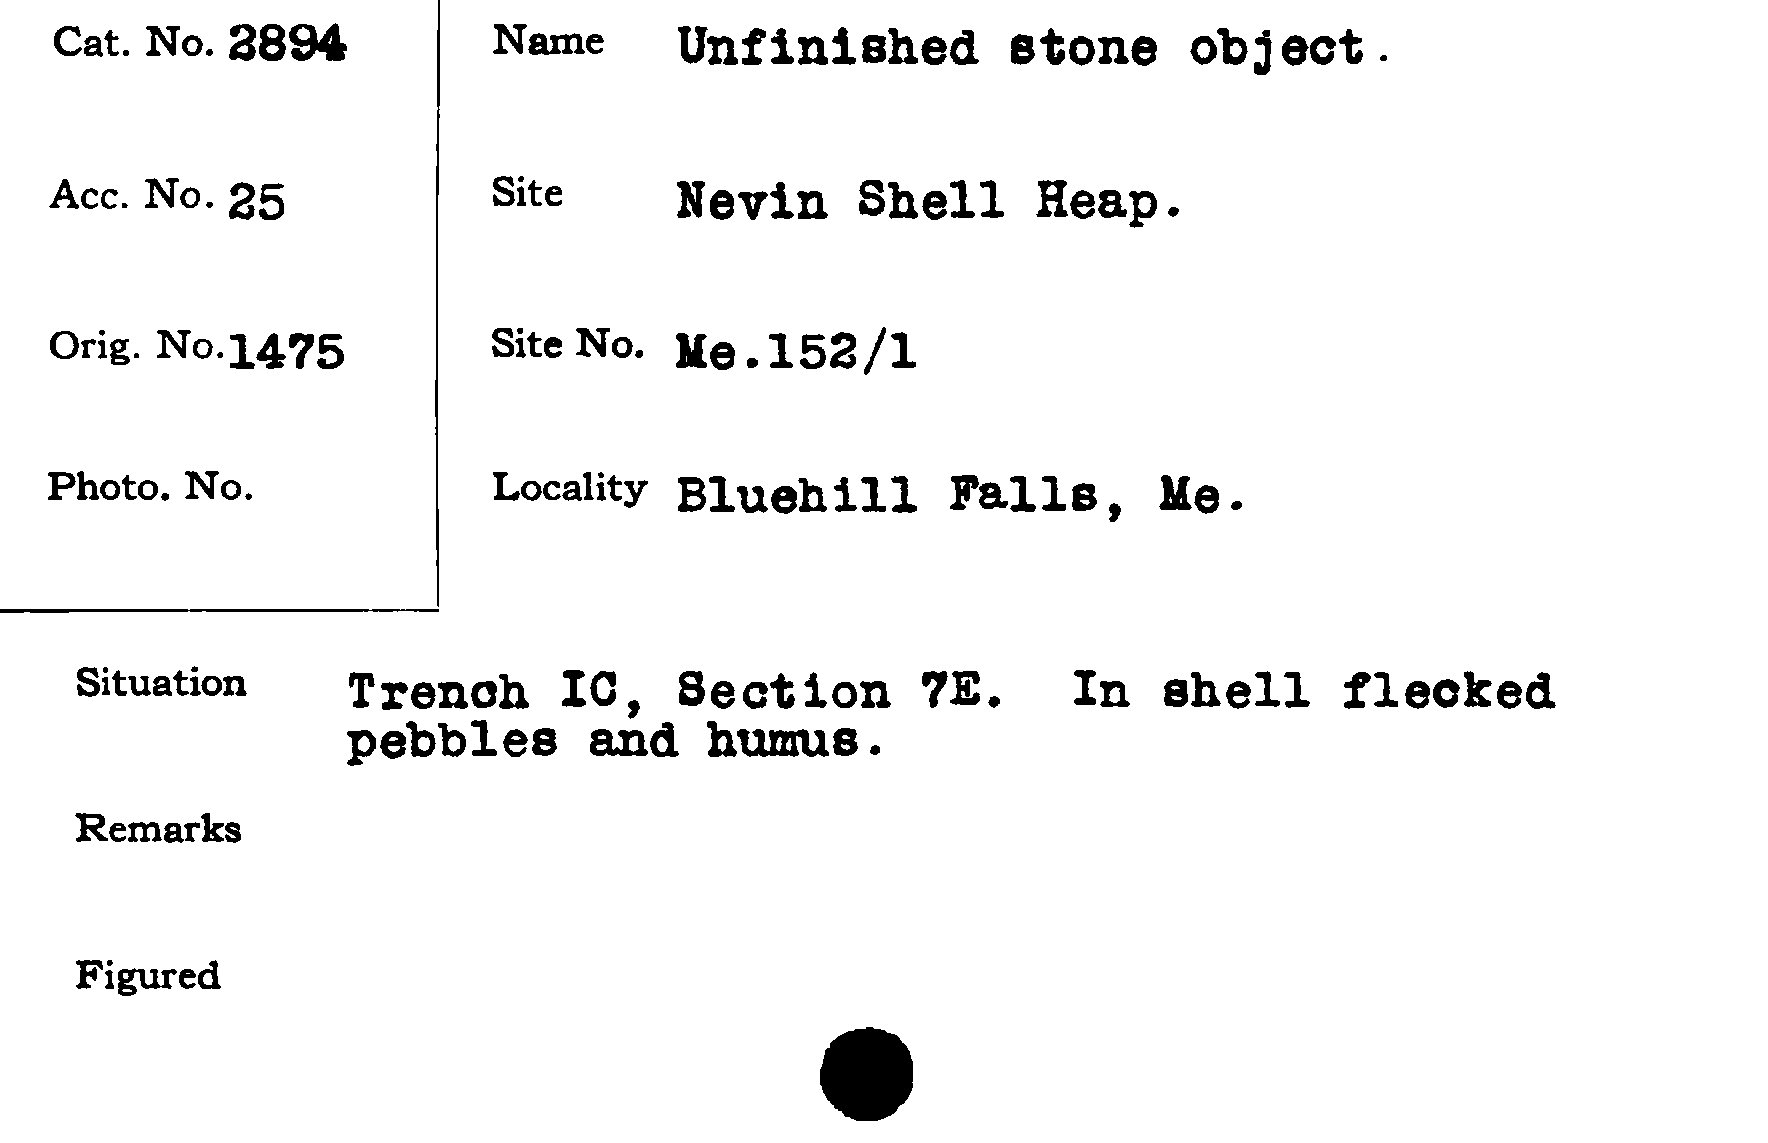 Cat. No. 2894
Name Unfinished stone object.
Acc. No. 25
Site Nevin Shell Heap.
Orig. No. 1475
Site No. Me.152/1
Photo. No.
Locality Bluehill Falls, Me.
Situation Trench IC, Section 7E. In shell flecked
pebbles and humus.
Remarks
Figured